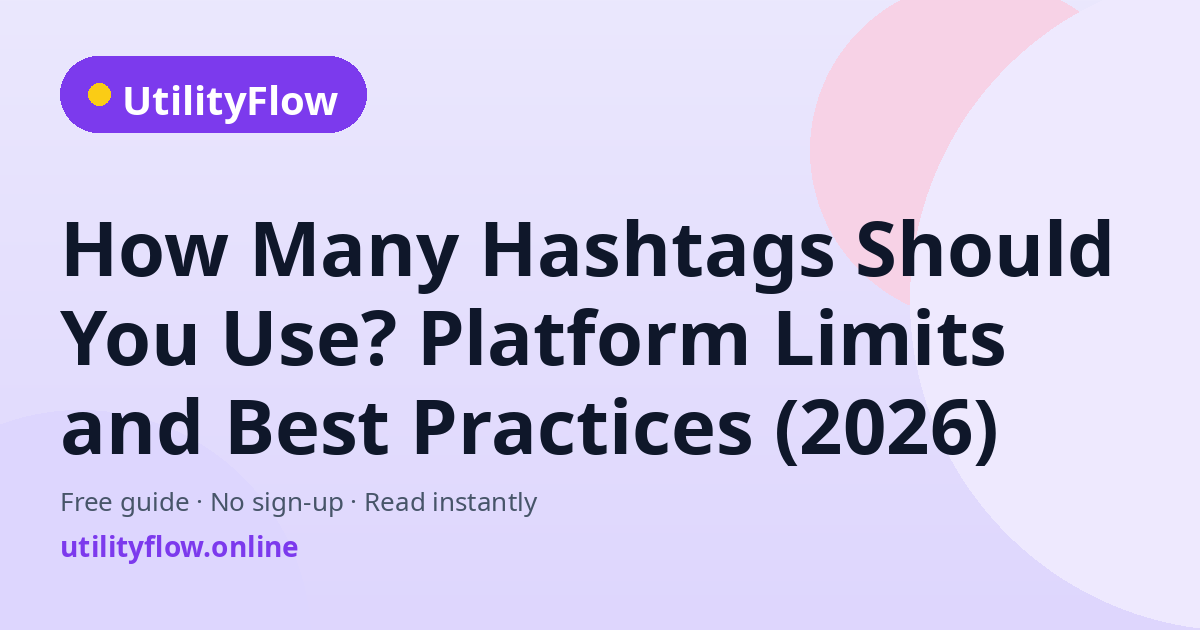 UtilityFlow
How Many Hashtags Should
You Use? Platform Limits
and Best Practices (2026)
Free guide · No sign-up · Read instantly
utilityflow.online